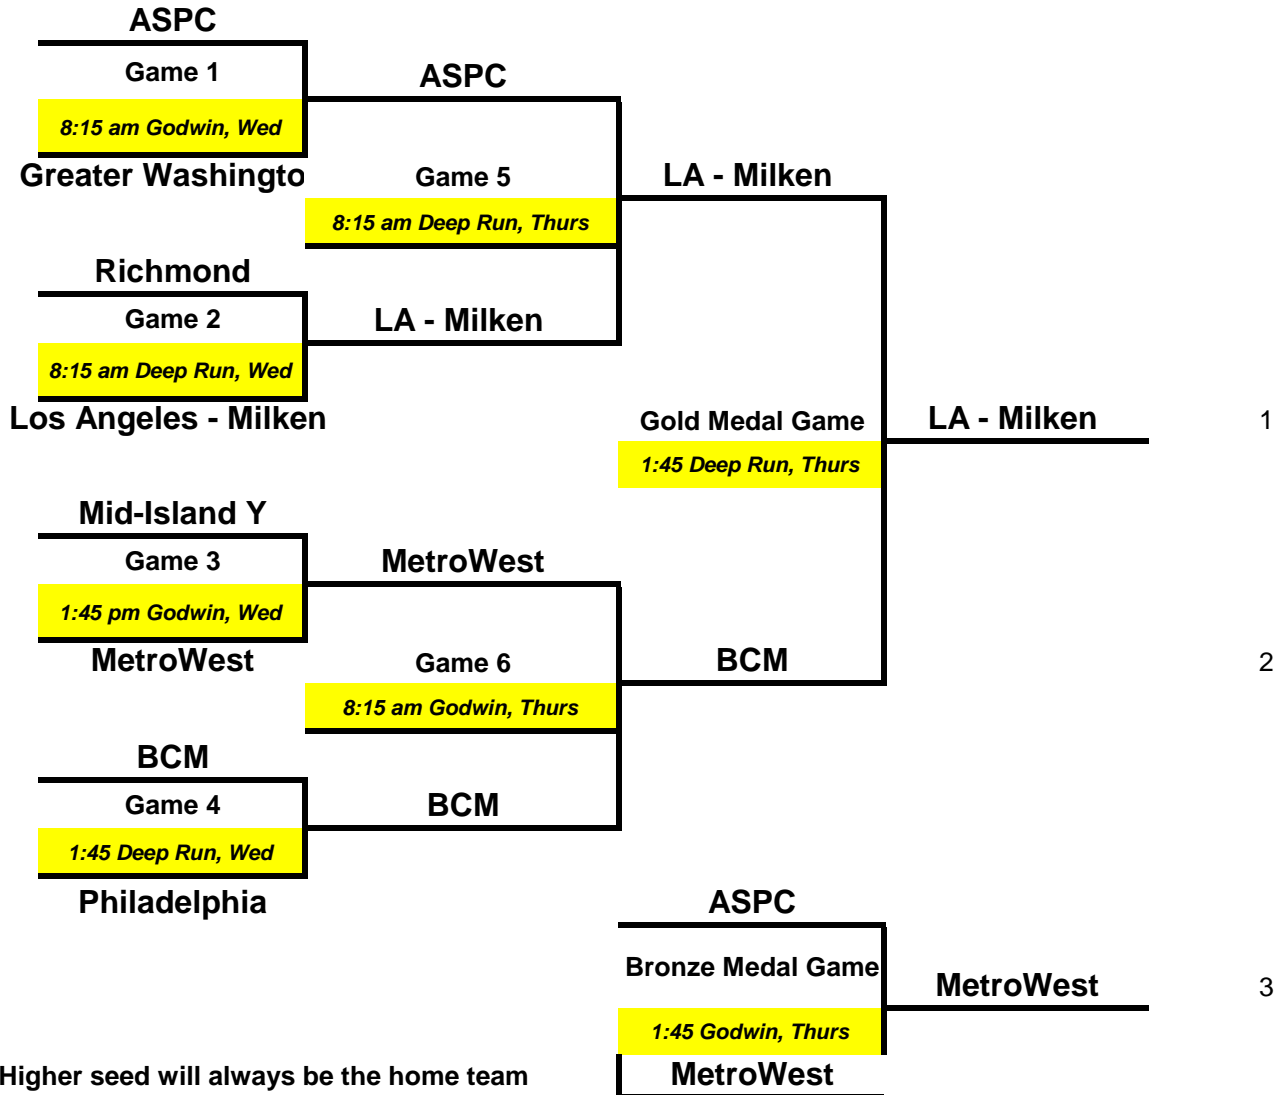 ASPC
Game 1
ASPC
8:15 am Godwin, Wed
Greater Washingto
Game 5
LA - Milken
8:15 am Deep Run, Thurs
Richmond
Game 2
LA - Milken
8:15 am Deep Run, Wed
Los Angeles - Milken
Gold Medal Game
LA - Milken
1
1:45 Deep Run, Thurs
Mid-Island Y
Game 3
MetroWest
1:45 pm Godwin, Wed
MetroWest
Game 6
BCM
2
8:15 am Godwin, Thurs
BCM
Game 4
BCM
1:45 Deep Run, Wed
Philadelphia
ASPC
Bronze Medal Game
MetroWest
3
1:45 Godwin, Thurs
Higher seed will always be the home team
MetroWest